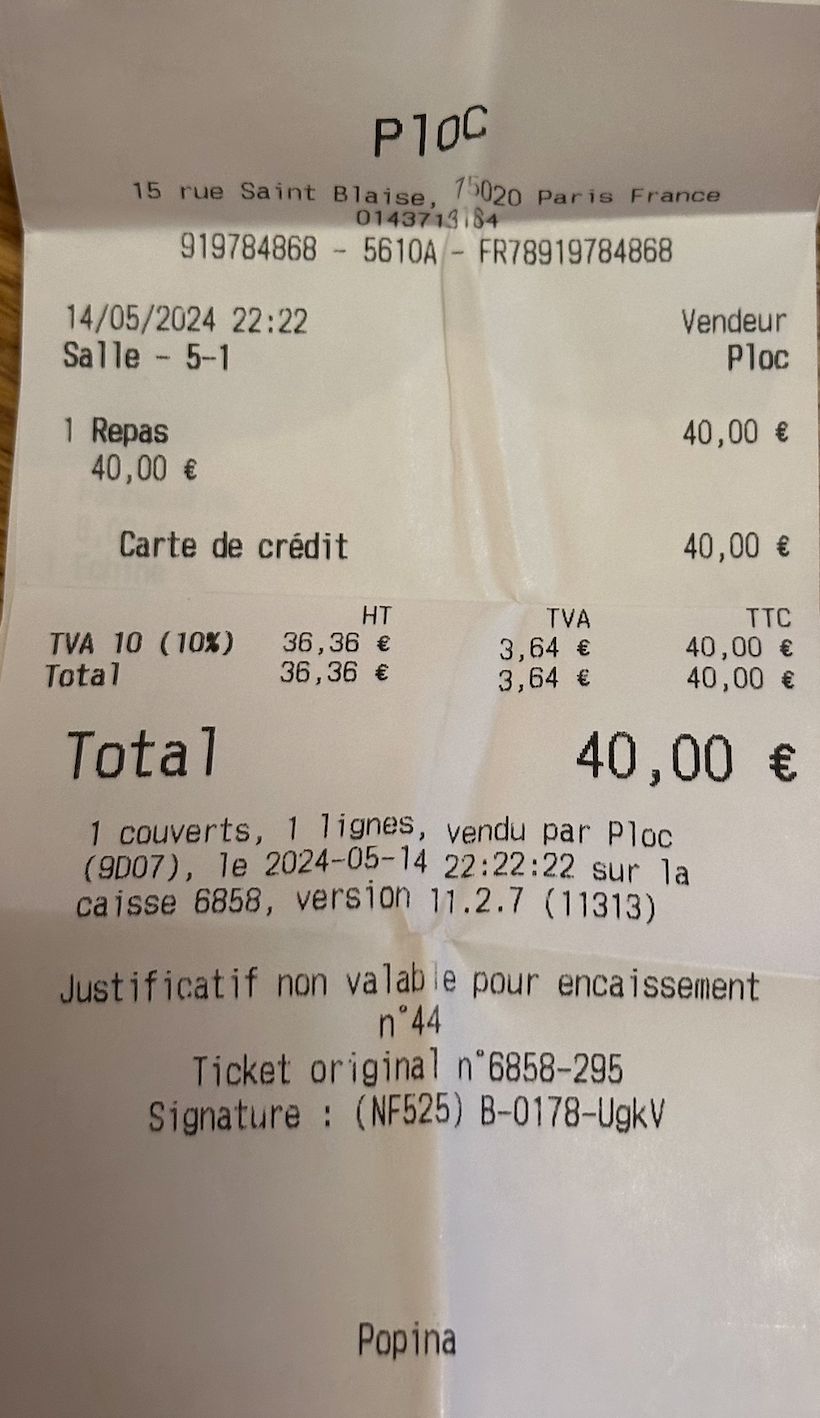 Ploc
15 rue Saint Blaise, 75020 Paris France
919784868 - 5610A - FR78919784868
14/05/2024 22:22 Vendeur
Salle - 5-1 Ploc
1 Repas 40,00 €
40,00 €
Carte de crédit 40,00 €
HT TVA TTC
TVA 10 (10%) 36,36 € 3,64 € 40,00 €
Total 36,36 € 3,64 € 40,00 €
Total 40,00 €
1 couverts, 1 lignes, vendu par Ploc
(9D07), le 2024-05-14 22:22:22 sur la
caisse 6858, version 11.2.7 (11313)
Justificatif non valable pour encaissement
n°44
Ticket original n°6858-295
Signature : (NF525) B-0178-UgkV
Popina